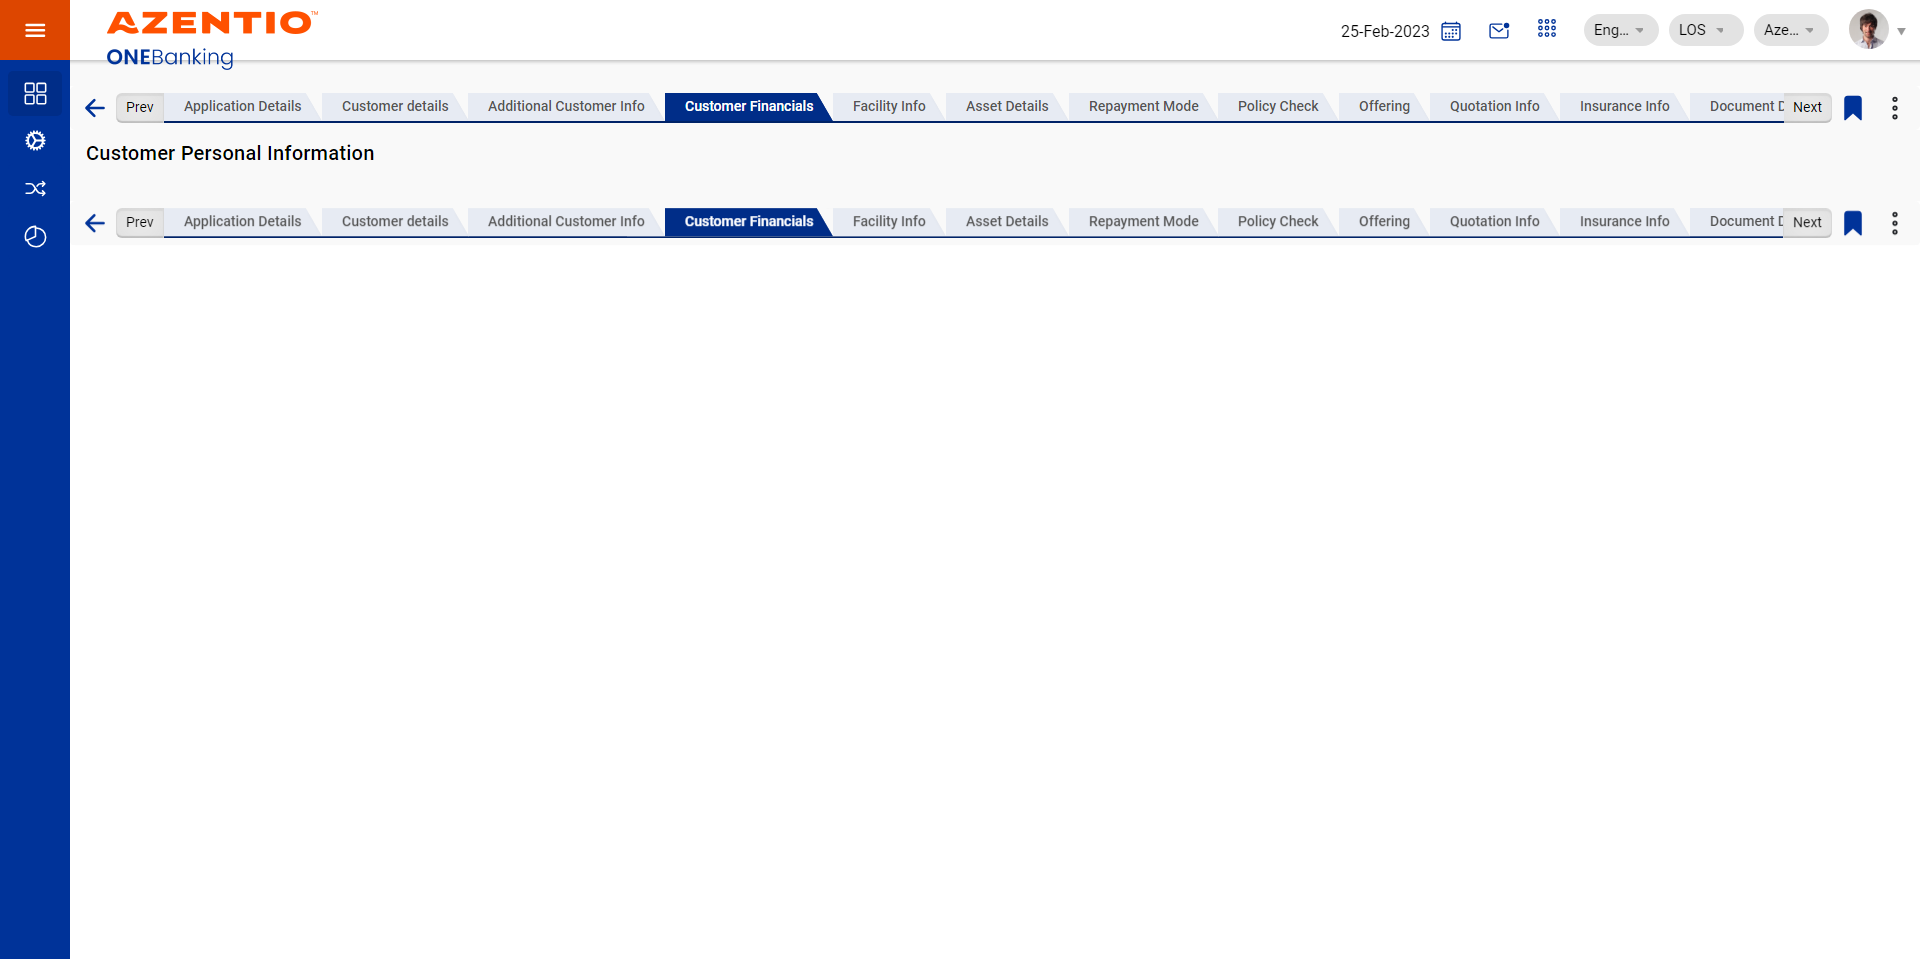 AZENTIO™
ONEBanking
25-Feb-2023 Eng... LOS Aze...
Prev Application Details Customer details Additional Customer Info Customer Financials Facility Info Asset Details Repayment Mode Policy Check Offering Quotation Info Insurance Info Document D Next
Customer Personal Information
Prev Application Details Customer details Additional Customer Info Customer Financials Facility Info Asset Details Repayment Mode Policy Check Offering Quotation Info Insurance Info Document D Next